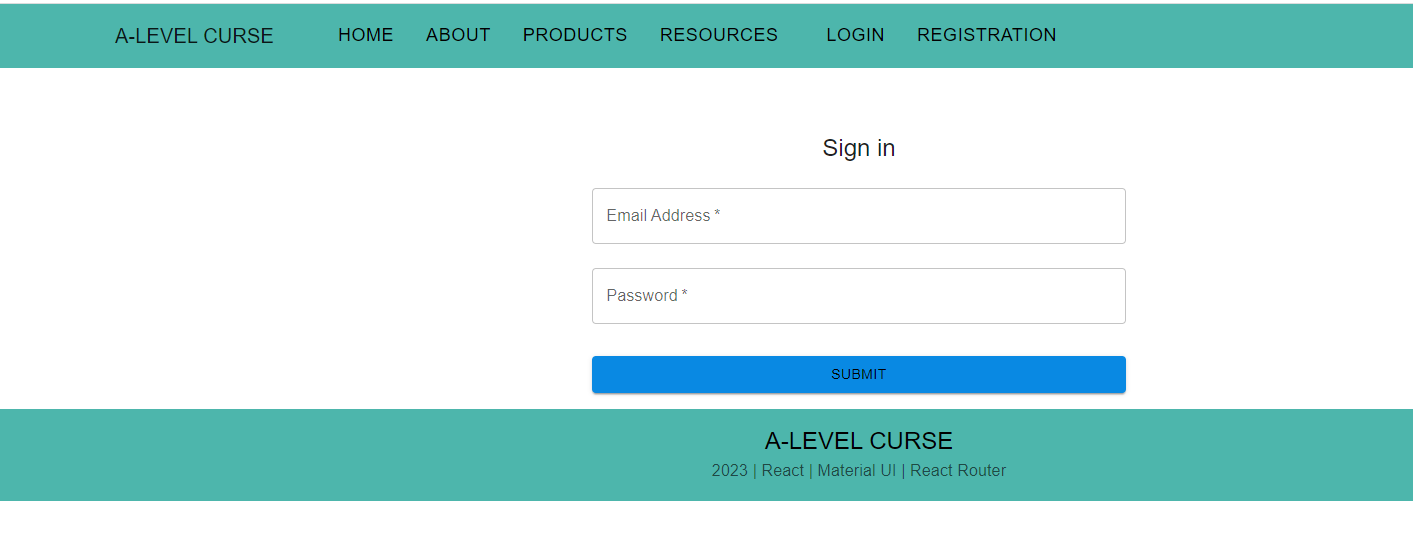 A-LEVEL CURSE HOME ABOUT PRODUCTS RESOURCES LOGIN REGISTRATION
Sign in
Email Address *
Password *
SUBMIT
A-LEVEL CURSE
2023 | React | Material UI | React Router